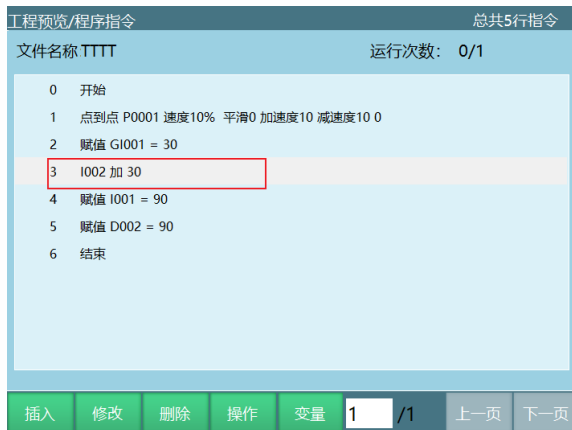 工程预览/程序指令 总共5行指令
文件名称 TTTT 运行次数: 0/1
0 开始
1 点到点 P0001 速度10% 平滑0 加速度10 减速度10 0
2 赋值 GI001 = 30
3 I002 加 30
4 赋值 I001 = 90
5 赋值 D002 = 90
6 结束
插入 修改 删除 操作 变量 1 /1 上一页 下一页